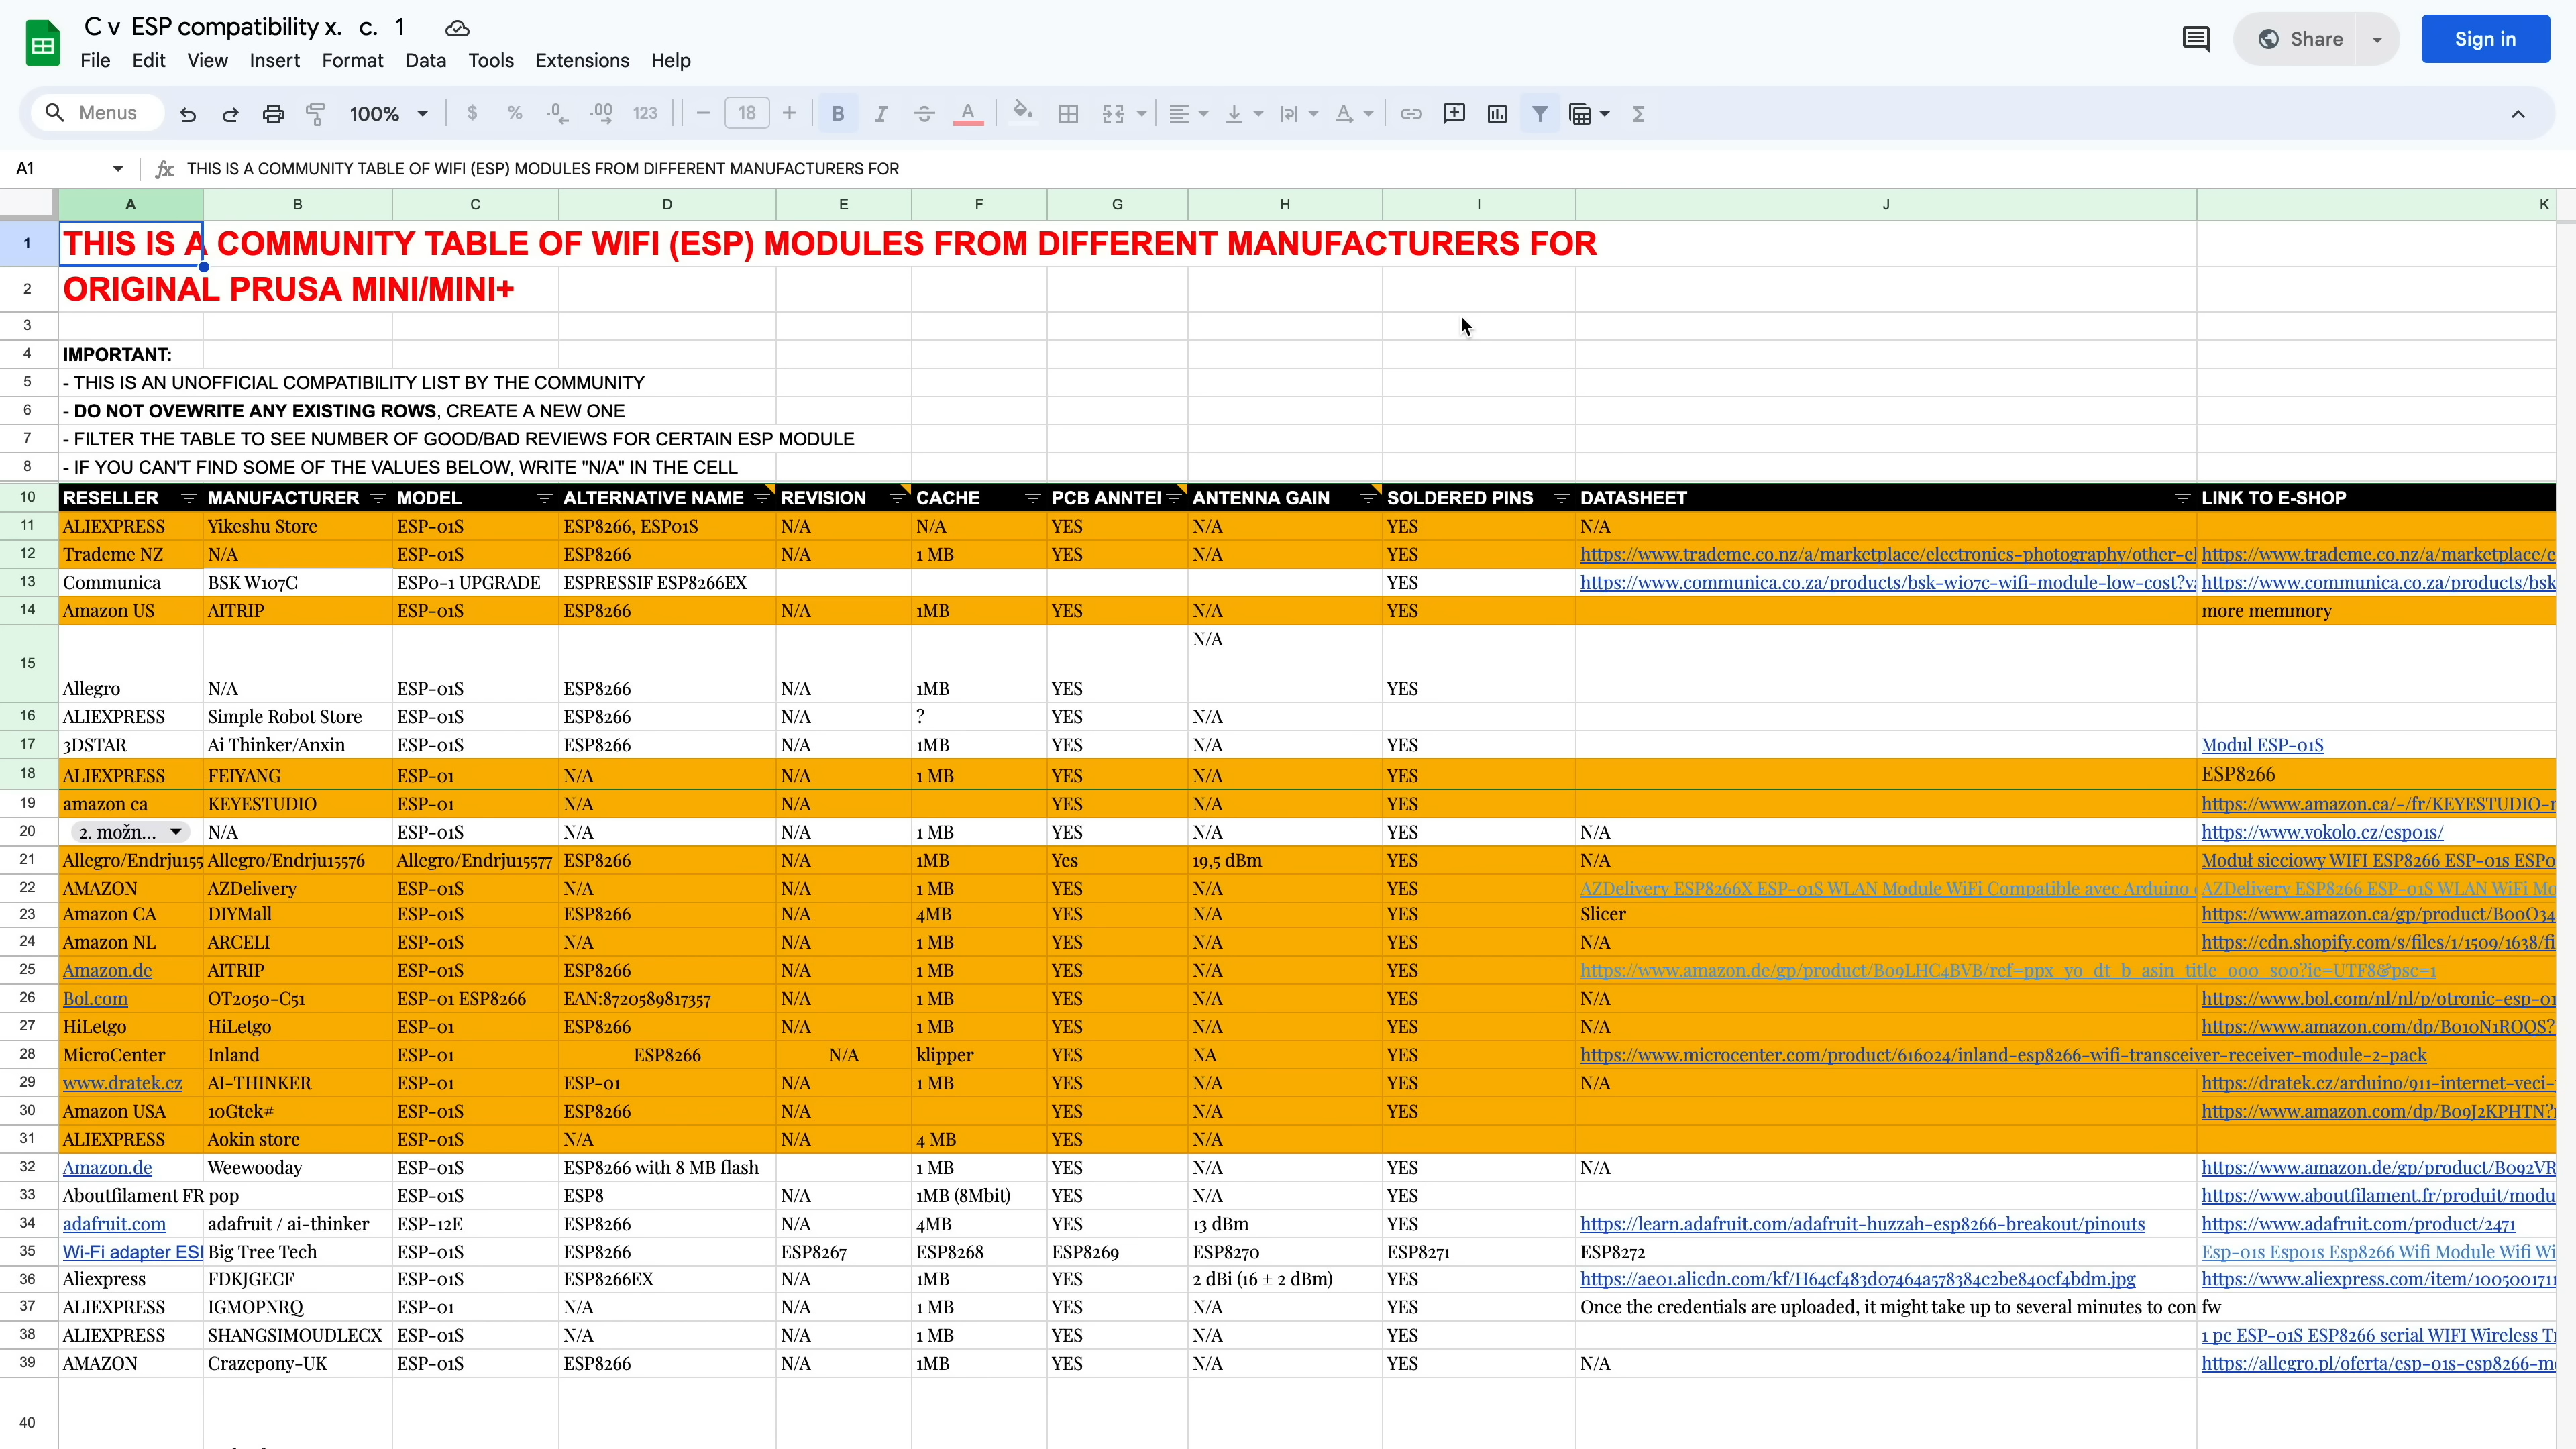 C v ESP compatibility x. c. 1
File Edit View Insert Format Data Tools Extensions Help
Share
Sign in
Menus 100% $ % .0 .00 123 18 B I A Σ
A1 fx THIS IS A COMMUNITY TABLE OF WIFI (ESP) MODULES FROM DIFFERENT MANUFACTURERS FOR
A B C D E F G H I J K
1 THIS IS A COMMUNITY TABLE OF WIFI (ESP) MODULES FROM DIFFERENT MANUFACTURERS FOR
2 ORIGINAL PRUSA MINI/MINI+
3
4 IMPORTANT:
5 - THIS IS AN UNOFFICIAL COMPATIBILITY LIST BY THE COMMUNITY
6 - DO NOT OVEWRITE ANY EXISTING ROWS, CREATE A NEW ONE
7 - FILTER THE TABLE TO SEE NUMBER OF GOOD/BAD REVIEWS FOR CERTAIN ESP MODULE
8 - IF YOU CAN'T FIND SOME OF THE VALUES BELOW, WRITE "N/A" IN THE CELL
10 RESELLER MANUFACTURER MODEL ALTERNATIVE NAME REVISION CACHE PCB ANNTEI ANTENNA GAIN SOLDERED PINS DATASHEET LINK TO E-SHOP
11 ALIEXPRESS Yikeshu Store ESP-01S ESP8266, ESP01S N/A N/A YES N/A YES N/A
12 Trademe NZ N/A ESP-01S ESP8266 N/A 1 MB YES N/A YES https://www.trademe.co.nz/a/marketplace/electronics-photography/other-el https://www.trademe.co.nz/a/marketplace/e
13 Communica BSK W107C ESP0-1 UPGRADE ESPRESSIF ESP8266EX YES https://www.communica.co.za/products/bsk-wi07c-wifi-module-low-cost?va https://www.communica.co.za/products/bsk
14 Amazon US AITRIP ESP-01S ESP8266 N/A 1MB YES N/A YES more memmory
15 Allegro N/A ESP-01S ESP8266 N/A 1MB YES N/A YES
16 ALIEXPRESS Simple Robot Store ESP-01S ESP8266 N/A ? YES N/A
17 3DSTAR Ai Thinker/Anxin ESP-01S ESP8266 N/A 1MB YES N/A YES Modul ESP-01S
18 ALIEXPRESS FEIYANG ESP-01 N/A N/A 1 MB YES N/A YES ESP8266
19 amazon ca KEYESTUDIO ESP-01 N/A N/A YES N/A YES https://www.amazon.ca/-/fr/KEYESTUDIO-r
20 2. možn... N/A ESP-01S N/A N/A 1 MB YES N/A YES N/A https://www.vokolo.cz/esp01s/
21 Allegro/Endrju155 Allegro/Endrju15576 Allegro/Endrju15577 ESP8266 N/A 1MB Yes 19,5 dBm YES N/A Moduł sieciowy WIFI ESP8266 ESP-01s ESP0
22 AMAZON AZDelivery ESP-01S N/A N/A 1 MB YES N/A YES AZDelivery ESP8266X ESP-01S WLAN Module WiFi Compatible avec Arduino AZDelivery ESP8266 ESP-01S WLAN WiFi Mo
23 Amazon CA DIYMall ESP-01S ESP8266 N/A 4MB YES N/A YES Slicer https://www.amazon.ca/gp/product/B00O34
24 Amazon NL ARCELI ESP-01S N/A N/A 1 MB YES N/A YES N/A https://cdn.shopify.com/s/files/1/1509/1638/fi
25 Amazon.de AITRIP ESP-01S ESP8266 N/A 1 MB YES N/A YES https://www.amazon.de/gp/product/B09LHC4BVB/ref=ppx_yo_dt_b_asin_title_o00_s00?ie=UTF8&psc=1
26 Bol.com OT2050-C51 ESP-01 ESP8266 EAN:8720589817357 N/A 1 MB YES N/A YES N/A https://www.bol.com/nl/nl/p/otronic-esp-01
27 HiLetgo HiLetgo ESP-01 ESP8266 N/A 1 MB YES N/A YES N/A https://www.amazon.com/dp/B010N1ROQS?
28 MicroCenter Inland ESP-01 ESP8266 N/A klipper YES NA YES https://www.microcenter.com/product/616024/inland-esp8266-wifi-transceiver-receiver-module-2-pack
29 www.dratek.cz AI-THINKER ESP-01 ESP-01 N/A 1 MB YES N/A YES N/A https://dratek.cz/arduino/911-internet-veci-
30 Amazon USA 10Gtek# ESP-01S ESP8266 N/A YES N/A YES https://www.amazon.com/dp/B09J2KPHTN?
31 ALIEXPRESS Aokin store ESP-01S N/A N/A 4 MB YES N/A
32 Amazon.de Weewooday ESP-01S ESP8266 with 8 MB flash 1 MB YES N/A YES N/A https://www.amazon.de/gp/product/B092VR
33 Aboutfilament FR pop ESP-01S ESP8 N/A 1MB (8Mbit) YES N/A YES https://www.aboutfilament.fr/produit/modu
34 adafruit.com adafruit / ai-thinker ESP-12E ESP8266 N/A 4MB YES 13 dBm YES https://learn.adafruit.com/adafruit-huzzah-esp8266-breakout/pinouts https://www.adafruit.com/product/2471
35 Wi-Fi adapter ESI Big Tree Tech ESP-01S ESP8266 ESP8267 ESP8268 ESP8269 ESP8270 ESP8271 ESP8272 Esp-01s Esp01s Esp8266 Wifi Module Wifi Wi
36 Aliexpress FDKJGECF ESP-01S ESP8266EX N/A 1MB YES 2 dBi (16 ± 2 dBm) YES https://ae01.alicdn.com/kf/H64cf483d07464a578384c2be840cf4bdm.jpg https://www.aliexpress.com/item/1005001711
37 ALIEXPRESS IGMOPNRQ ESP-01 N/A N/A 1 MB YES N/A YES Once the credentials are uploaded, it might take up to several minutes to con fw
38 ALIEXPRESS SHANGSIMOUDLECX ESP-01S N/A N/A 1 MB YES N/A YES 1 pc ESP-01S ESP8266 serial WIFI Wireless T
39 AMAZON Crazepony-UK ESP-01S ESP8266 N/A 1MB YES N/A YES N/A https://allegro.pl/oferta/esp-01s-esp8266-m
40